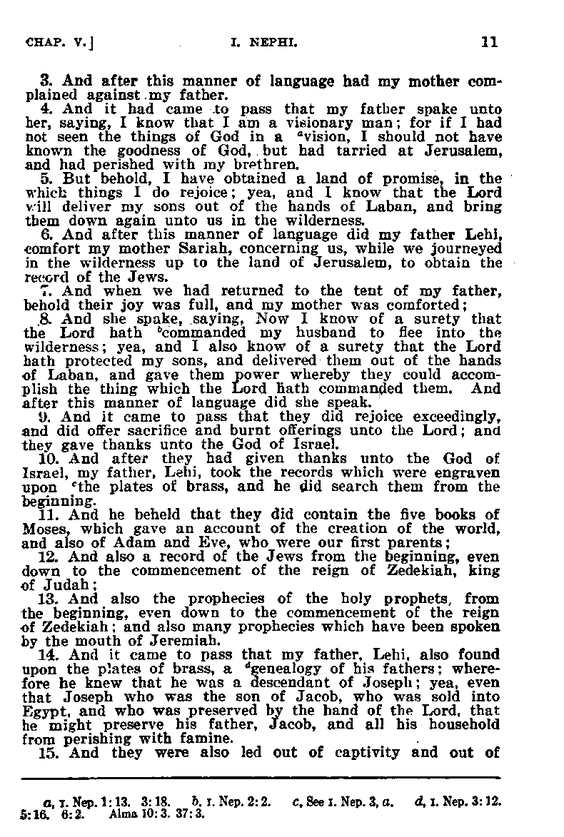 CHAP. V.] I. NEPHI. 11
3. And after this manner of language had my mother com-
plained against my father.
4. And it had came to pass that my father spake unto
her, saying, I know that I am a visionary man; for if I had
not seen the things of God in a ᵃvision, I should not have
known the goodness of God, but had tarried at Jerusalem,
and had perished with my brethren.
5. But behold, I have obtained a land of promise, in the
which things I do rejoice; yea, and I know that the Lord
will deliver my sons out of the hands of Laban, and bring
them down again unto us in the wilderness.
6. And after this manner of language did my father Lehi,
comfort my mother Sariah, concerning us, while we journeyed
in the wilderness up to the land of Jerusalem, to obtain the
record of the Jews.
7. And when we had returned to the tent of my father,
behold their joy was full, and my mother was comforted;
8. And she spake, saying, Now I know of a surety that
the Lord hath ᵇcommanded my husband to flee into the
wilderness; yea, and I also know of a surety that the Lord
hath protected my sons, and delivered them out of the hands
of Laban, and gave them power whereby they could accom-
plish the thing which the Lord hath commanded them. And
after this manner of language did she speak.
9. And it came to pass that they did rejoice exceedingly,
and did offer sacrifice and burnt offerings unto the Lord; and
they gave thanks unto the God of Israel.
10. And after they had given thanks unto the God of
Israel, my father, Lehi, took the records which were engraven
upon ᶜthe plates of brass, and he did search them from the
beginning.
11. And he beheld that they did contain the five books of
Moses, which gave an account of the creation of the world,
and also of Adam and Eve, who were our first parents;
12. And also a record of the Jews from the beginning, even
down to the commencement of the reign of Zedekiah, king
of Judah;
13. And also the prophecies of the holy prophets, from
the beginning, even down to the commencement of the reign
of Zedekiah; and also many prophecies which have been spoken
by the mouth of Jeremiah.
14. And it came to pass that my father, Lehi, also found
upon the plates of brass, a ᵈgenealogy of his fathers; where-
fore he knew that he was a descendant of Joseph; yea, even
that Joseph who was the son of Jacob, who was sold into
Egypt, and who was preserved by the hand of the Lord, that
he might preserve his father, Jacob, and all his household
from perishing with famine.
15. And they were also led out of captivity and out of
a, I. Nep. 1:13. 3:18. b, I. Nep. 2:2. c, See I. Nep. 3, a. d, I. Nep. 3:12.
5:16. 6:2. Alma 10:3. 37:3.